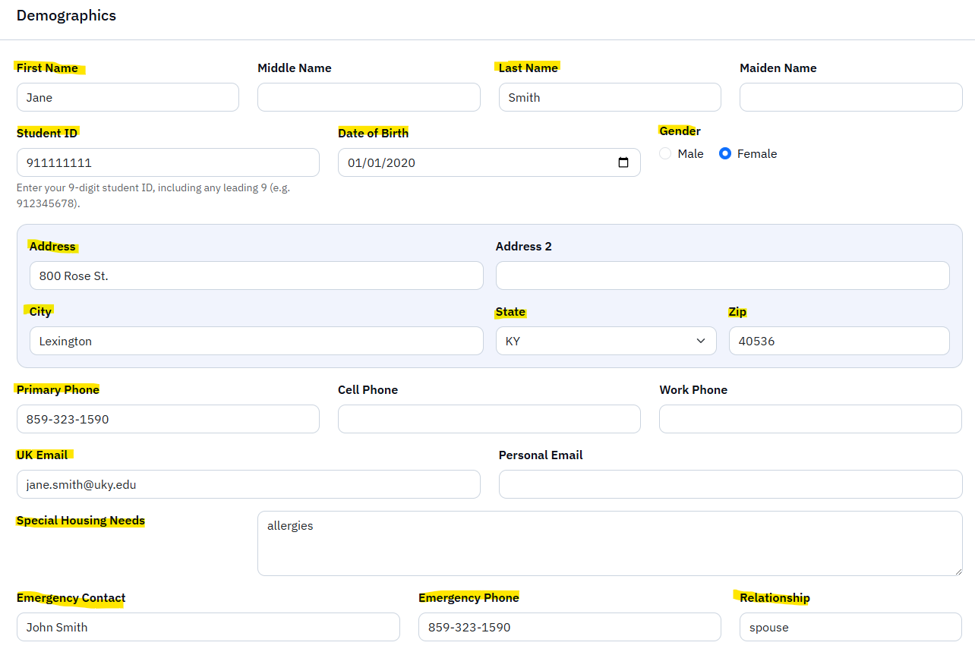 Demographics
First Name Middle Name Last Name Maiden Name
Jane Smith
Student ID Date of Birth Gender
911111111 01/01/2020 Male Female
Enter your 9-digit student ID, including any leading 9 (e.g.
912345678).
Address Address 2
800 Rose St.
City State Zip
Lexington KY 40536
Primary Phone Cell Phone Work Phone
859-323-1590
UK Email Personal Email
jane.smith@uky.edu
Special Housing Needs allergies
Emergency Contact Emergency Phone Relationship
John Smith 859-323-1590 spouse